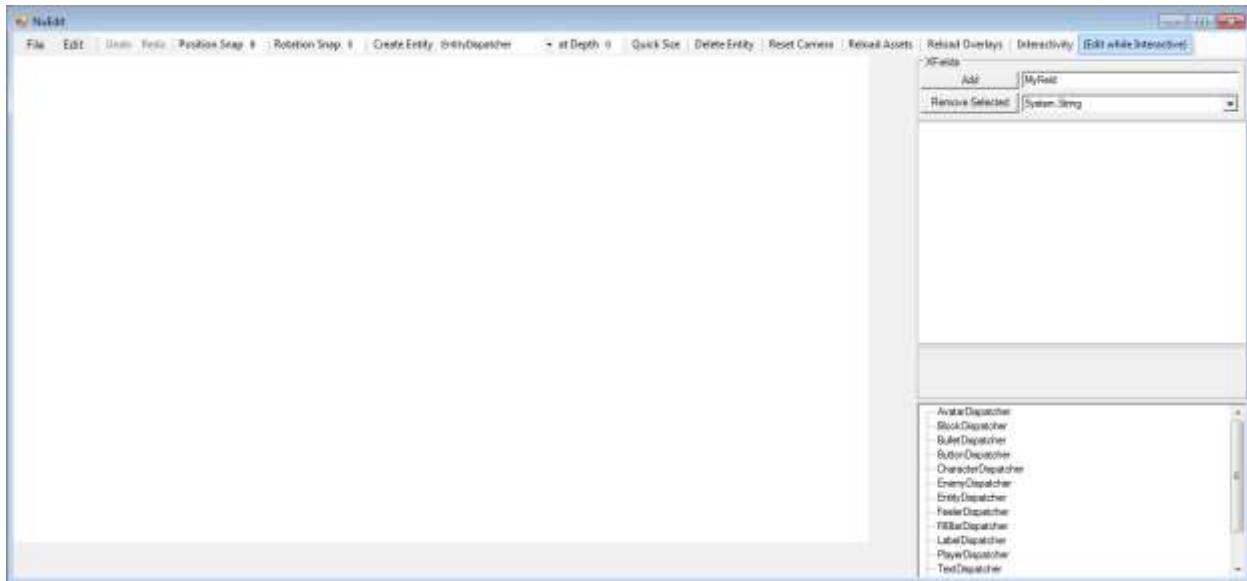 NuEdit
File Edit Undo Redo Position Snap 0 Rotation Snap Create Entity EntityDispatcher at Depth 0 Quick Size Delete Entity Reset Camera Reload Assets Reload Overlays Interactivity (Edit while Interactive)
XFields
Add MyField
Remove Selected System.String
AvatarDispatcher
BlockDispatcher
BulletDispatcher
ButtonDispatcher
CharacterDispatcher
EnemyDispatcher
EntityDispatcher
FeelerDispatcher
FillBarDispatcher
LabelDispatcher
PlayerDispatcher
TextDispatcher